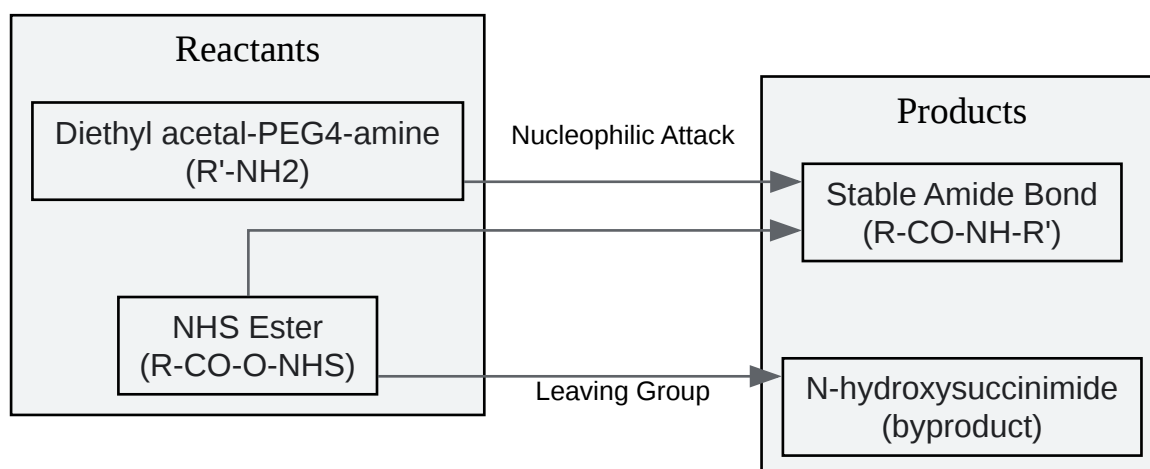 Reactants
Diethyl acetal-PEG4-amine
(R'-NH2)
NHS Ester
(R-CO-O-NHS)
Nucleophilic Attack
Leaving Group
Products
Stable Amide Bond
(R-CO-NH-R')
N-hydroxysuccinimide
(byproduct)